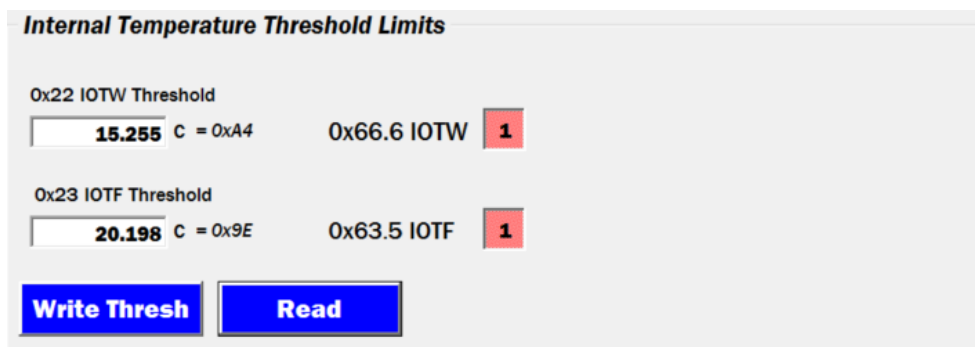 Internal Temperature Threshold Limits
0x22 IOTW Threshold
15.255 C = 0xA4 0x66.6 IOTW 1
0x23 IOTF Threshold
20.198 C = 0x9E 0x63.5 IOTF 1
Write Thresh Read